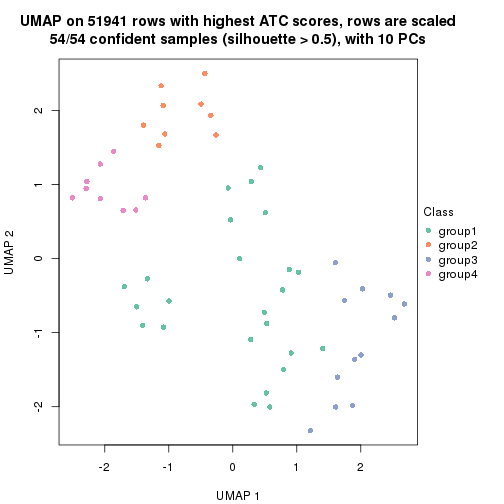 UMAP on 51941 rows with highest ATC scores, rows are scaled
54/54 confident samples (silhouette > 0.5), with 10 PCs
2
1
0
-1
-2
UMAP 2
-2
-1
0
1
2
UMAP 1
Class
group1
group2
group3
group4